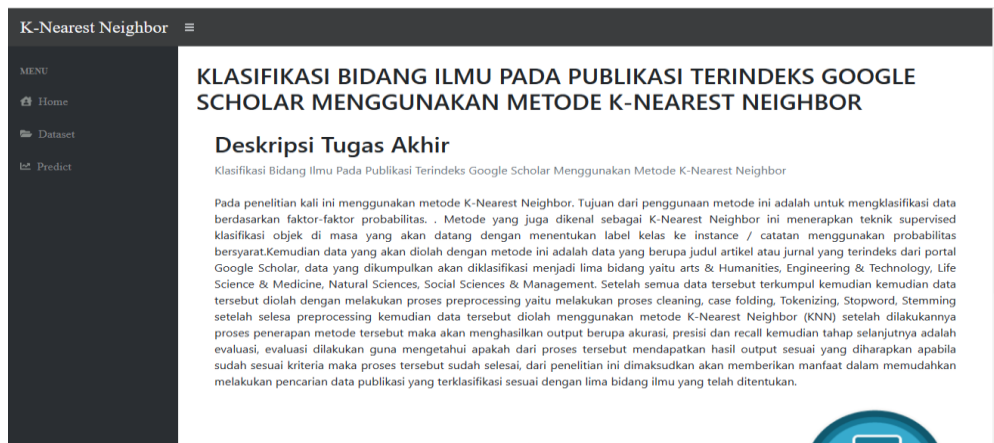 K-Nearest Neighbor
MENU
Home
Dataset
Predict
KLASIFIKASI BIDANG ILMU PADA PUBLIKASI TERINDEKS GOOGLE
SCHOLAR MENGGUNAKAN METODE K-NEAREST NEIGHBOR
Deskripsi Tugas Akhir
Klasifikasi Bidang Ilmu Pada Publikasi Terindeks Google Scholar Menggunakan Metode K-Nearest Neighbor
Pada penelitian kali ini menggunakan metode K-Nearest Neighbor. Tujuan dari penggunaan metode ini adalah untuk mengklasifikasi data
berdasarkan faktor-faktor probabilitas. . Metode yang juga dikenal sebagai K-Nearest Neighbor ini menerapkan teknik supervised
klasifikasi objek di masa yang akan datang dengan menentukan label kelas ke instance / catatan menggunakan probabilitas
bersyarat.Kemudian data yang akan diolah dengan metode ini adalah data yang berupa judul artikel atau jurnal yang terindeks dari portal
Google Scholar, data yang dikumpulkan akan diklasifikasi menjadi lima bidang yaitu arts & Humanities, Engineering & Technology, Life
Science & Medicine, Natural Sciences, Social Sciences & Management. Setelah semua data tersebut terkumpul kemudian kemudian data
tersebut diolah dengan melakukan proses preprocessing yaitu melakukan proses cleaning, case folding, Tokenizing, Stopword, Stemming
setelah selesa preprocessing kemudian data tersebut diolah menggunakan metode K-Nearest Neighbor (KNN) setelah dilakukannya
proses penerapan metode tersebut maka akan menghasilkan output berupa akurasi, presisi dan recall kemudian tahap selanjutnya adalah
evaluasi, evaluasi dilakukan guna mengetahui apakah dari proses tersebut mendapatkan hasil output sesuai yang diharapkan apabila
sudah sesuai kriteria maka proses tersebut sudah selesai, dari penelitian ini dimaksudkan akan memberikan manfaat dalam memudahkan
melakukan pencarian data publikasi yang terklasifikasi sesuai dengan lima bidang ilmu yang telah ditentukan.